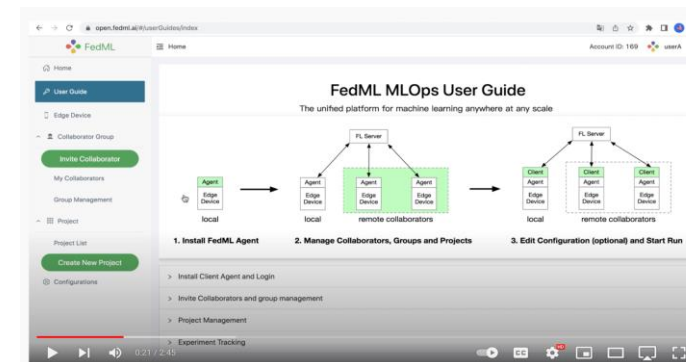 open.fedml.ai/#/userGuides/index
FedML
Home
Account ID: 169
userA
Home
User Guide
Edge Device
Collaborator Group
Invite Collaborator
My Collaborators
Group Management
Project
Project List
Create New Project
Configurations
FedML MLOps User Guide
The unified platform for machine learning anywhere at any scale
FL Server
FL Server
Agent
Edge
Device
local
Agent
Edge
Device
Agent
Edge
Device
Agent
Edge
Device
local
remote collaborators
Client
Agent
Edge
Device
Client
Agent
Edge
Device
Client
Agent
Edge
Device
local
remote collaborators
1. Install FedML Agent
2. Manage Collaborators, Groups and Projects
3. Edit Configuration (optional) and Start Run
> Install Client Agent and Login
> Invite Collaborators and group management
> Project Management
> Experiment Tracking
0:21 / 2:45
CC